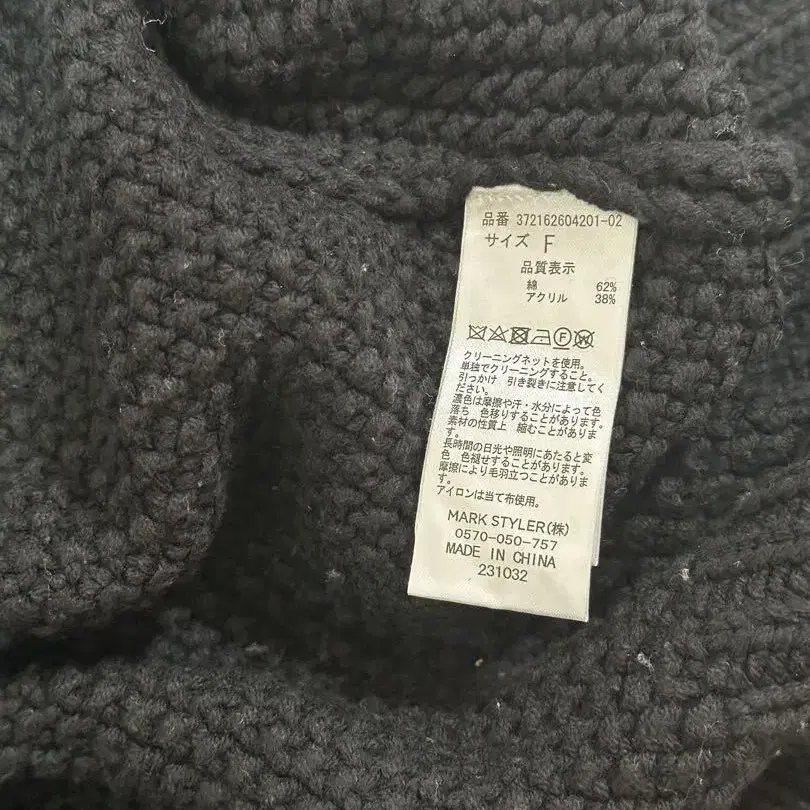 品番 372162604201-02
サイズ F
品質表示
綿 62%
アクリル 38%
F W
クリーニングネットを使用。
単独でクリーニングすること。
引っかけ 引き裂きに注意してく
ださい。
濃色は摩擦や汗・水分によって色
落ち 色移りすることがあります。
素材の性質上 縮むことがありま
す。
長時間の日光や照明にあたると変
色 色褪せすることがあります。
摩擦により毛羽立つことがありま
す。
アイロンは当て布使用。
MARK STYLER(株)
0570-050-757
MADE IN CHINA
231032